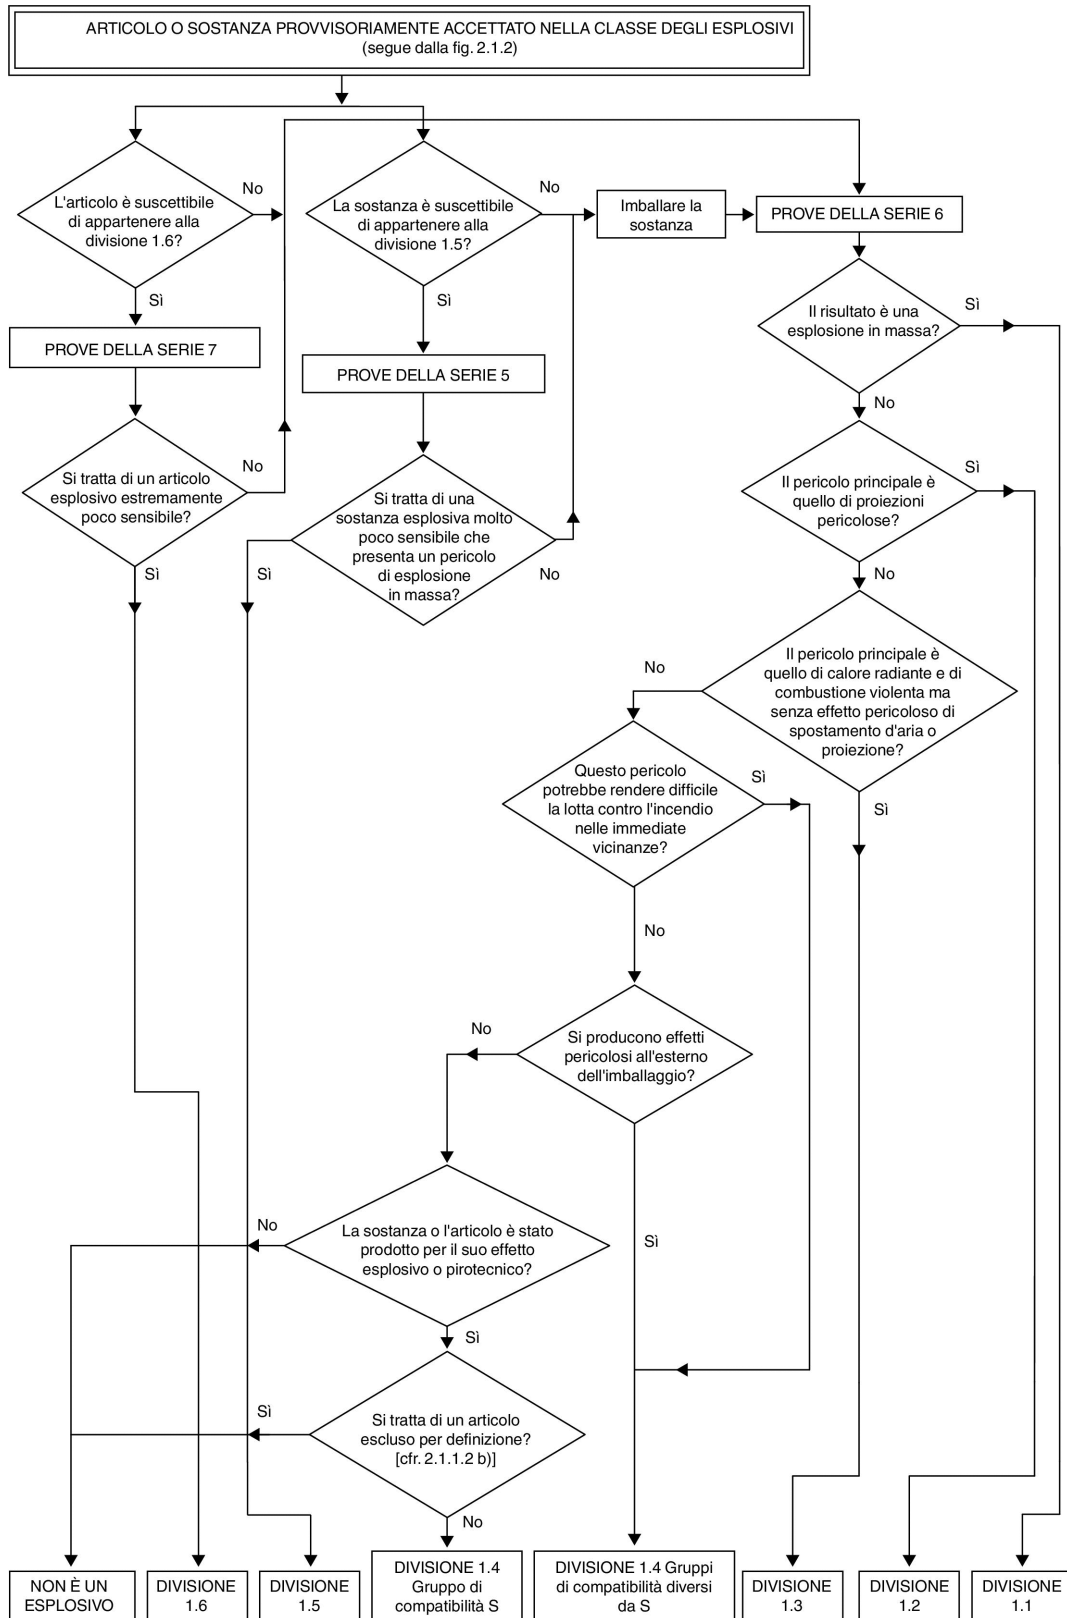 ARTICOLO O SOSTANZA PROVVISORIAMENTE ACCETTATO NELLA CLASSE DEGLI ESPLOSIVI
(segue dalla fig. 2.1.2)
L'articolo è suscettibile
di appartenere alla
divisione 1.6?
No
La sostanza è suscettibile
di appartenere alla
divisione 1.5?
No
Imballare la
sostanza
PROVE DELLA SERIE 6
Sì
PROVE DELLA SERIE 7
Sì
PROVE DELLA SERIE 5
Il risultato è una
esplosione in massa?
Sì
No
Si tratta di un articolo
esplosivo estremamente
poco sensibile?
No
Sì
Si tratta di una
sostanza esplosiva molto
poco sensibile che
presenta un pericolo
di esplosione
in massa?
Sì
No
Il pericolo principale è
quello di proiezioni
pericolose?
Sì
No
Il pericolo principale è
quello di calore radiante e di
combustione violenta ma
senza effetto pericoloso di
spostamento d'aria o
proiezione?
No
Sì
Questo pericolo
potrebbe rendere difficile
la lotta contro l'incendio
nelle immediate
vicinanze?
Sì
No
Si producono effetti
pericolosi all'esterno
dell'imballaggio?
No
Sì
La sostanza o l'articolo è stato
prodotto per il suo effetto
esplosivo o pirotecnico?
No
Sì
Si tratta di un articolo
escluso per definizione?
[cfr. 2.1.1.2 b)]
Sì
No
NON È UN
ESPLOSIVO
DIVISIONE
1.6
DIVISIONE
1.5
DIVISIONE 1.4
Gruppo di
compatibilità S
DIVISIONE 1.4 Gruppi
di compatibilità diversi
da S
DIVISIONE
1.3
DIVISIONE
1.2
DIVISIONE
1.1